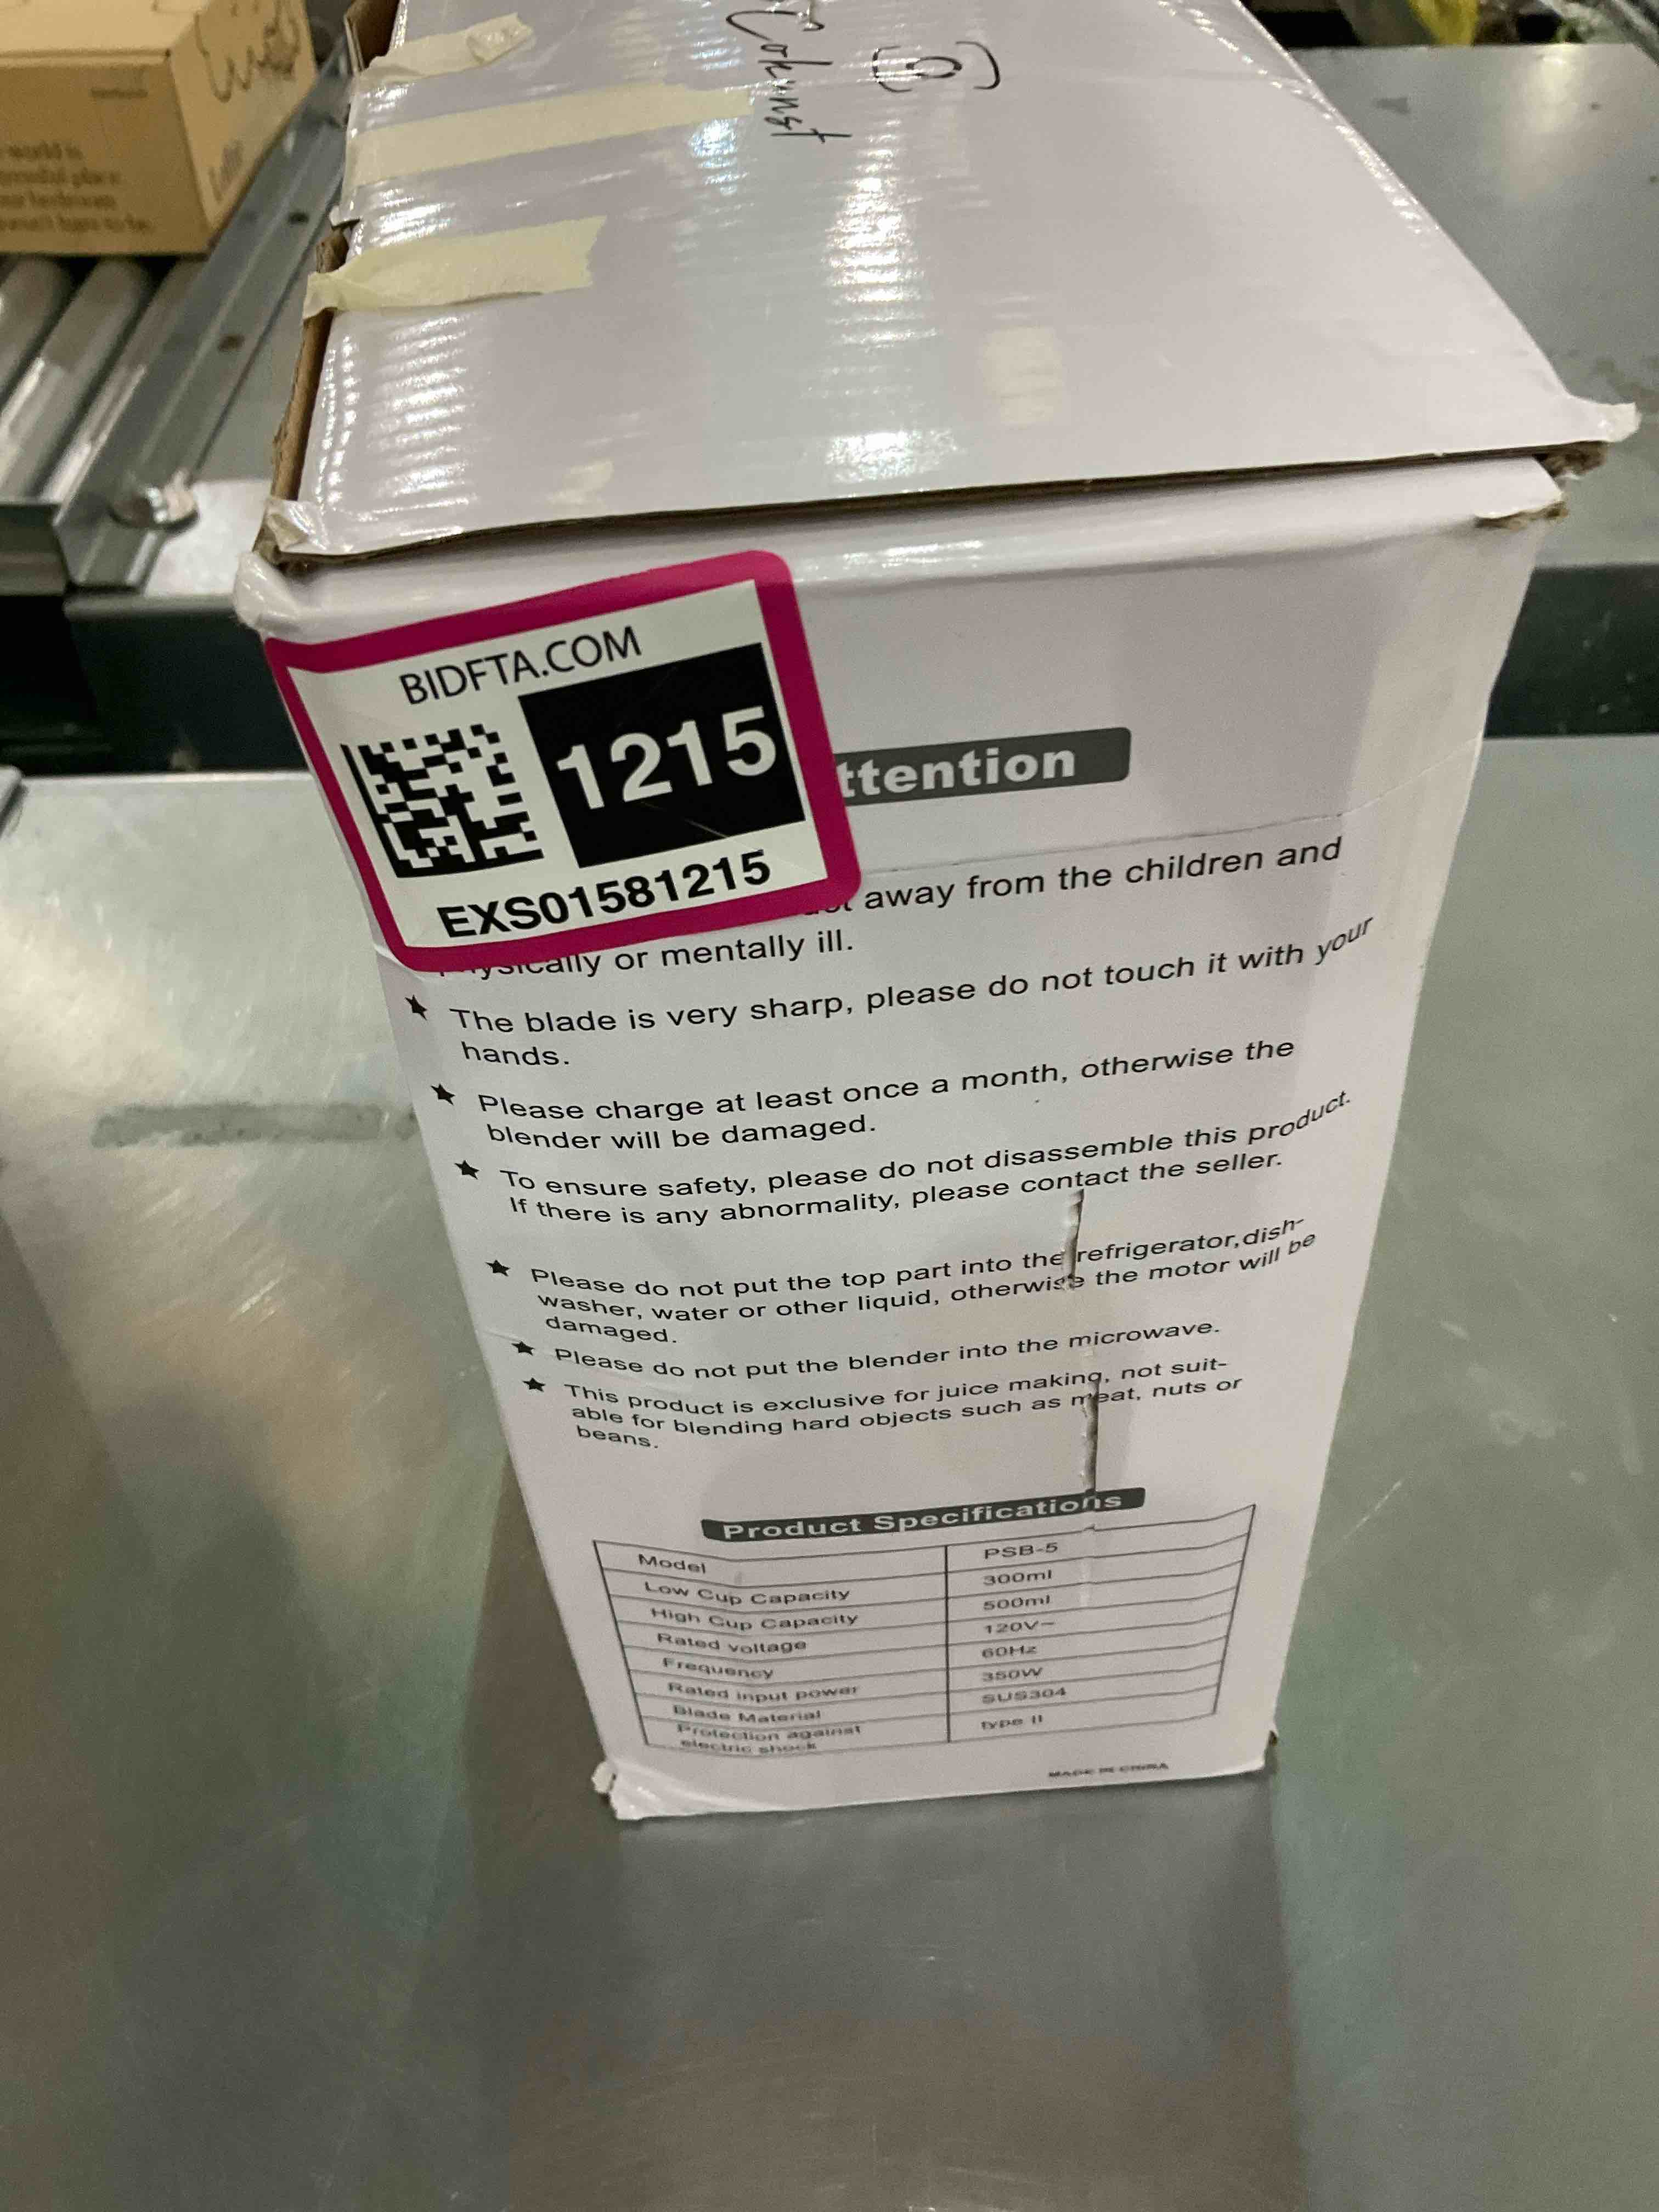 Cokunst
BIDFTA.COM
1215
EXS01581215
ttention
away from the children and
physically or mentally ill.
★ The blade is very sharp, please do not touch it with your
hands.
★ Please charge at least once a month, otherwise the
blender will be damaged.
★ To ensure safety, please do not disassemble this product.
If there is any abnormality, please contact the seller.
★ Please do not put the top part into the refrigerator,dish-
washer, water or other liquid, otherwise the motor will be
damaged.
★ Please do not put the blender into the microwave.
★ This product is exclusive for juice making, not suit-
able for blending hard objects such as meat, nuts or
beans.
Product Specifications
Model PSB-5
Low Cup Capacity 300ml
High Cup Capacity 500ml
Rated voltage 120V~
Frequency 60Hz
Rated input power 350W
Blade Material SUS304
Protection against
electric shock type II
MADE IN CHINA